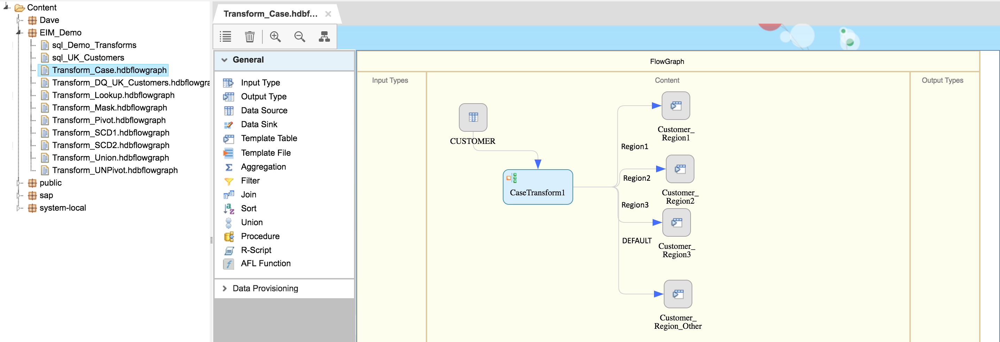 Content
Dave
EIM_Demo
sql_Demo_Transforms
sql_UK_Customers
Transform_Case.hdbflowgraph
Transform_DQ_UK_Customers.hdbflowgra
Transform_Lookup.hdbflowgraph
Transform_Mask.hdbflowgraph
Transform_Pivot.hdbflowgraph
Transform_SCD1.hdbflowgraph
Transform_SCD2.hdbflowgraph
Transform_Union.hdbflowgraph
Transform_UNPivot.hdbflowgraph
public
sap
system-local
Transform_Case.hdbf...
General
Input Type
Output Type
Data Source
Data Sink
Template Table
Template File
Aggregation
Filter
Join
Sort
Union
Procedure
R-Script
AFL Function
Data Provisioning
FlowGraph
Input Types
Content
Output Types
CUSTOMER
CaseTransform1
Region1
Region2
Region3
DEFAULT
Customer_
Region1
Customer_
Region2
Customer_
Region3
Customer_
Region_Other